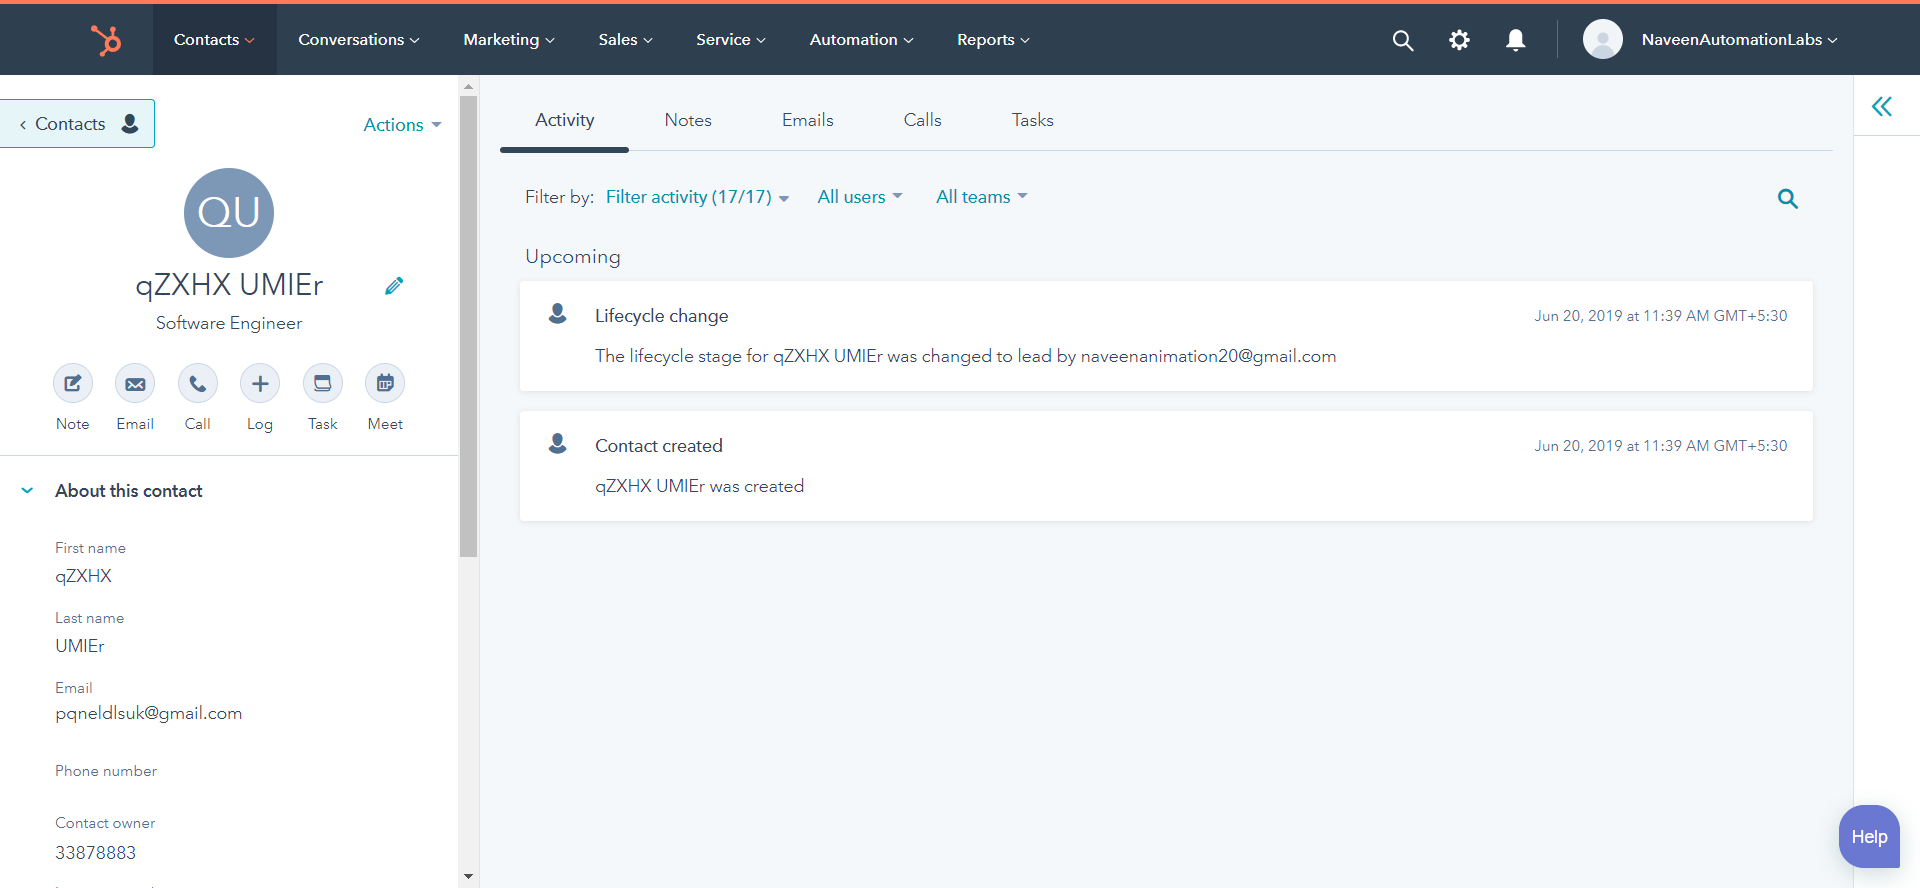 Contacts Conversations Marketing Sales Service Automation Reports NaveenAutomationLabs
Contacts
Actions
QU
qZXHX UMIEr
Software Engineer
Note Email Call Log Task Meet
About this contact
First name
qZXHX
Last name
UMIEr
Email
pqneldlsuk@gmail.com
Phone number
Contact owner
33878883
Activity Notes Emails Calls Tasks
Filter by: Filter activity (17/17) All users All teams
Upcoming
Lifecycle change Jun 20, 2019 at 11:39 AM GMT+5:30
The lifecycle stage for qZXHX UMIEr was changed to lead by naveenanimation20@gmail.com
Contact created Jun 20, 2019 at 11:39 AM GMT+5:30
qZXHX UMIEr was created
Help